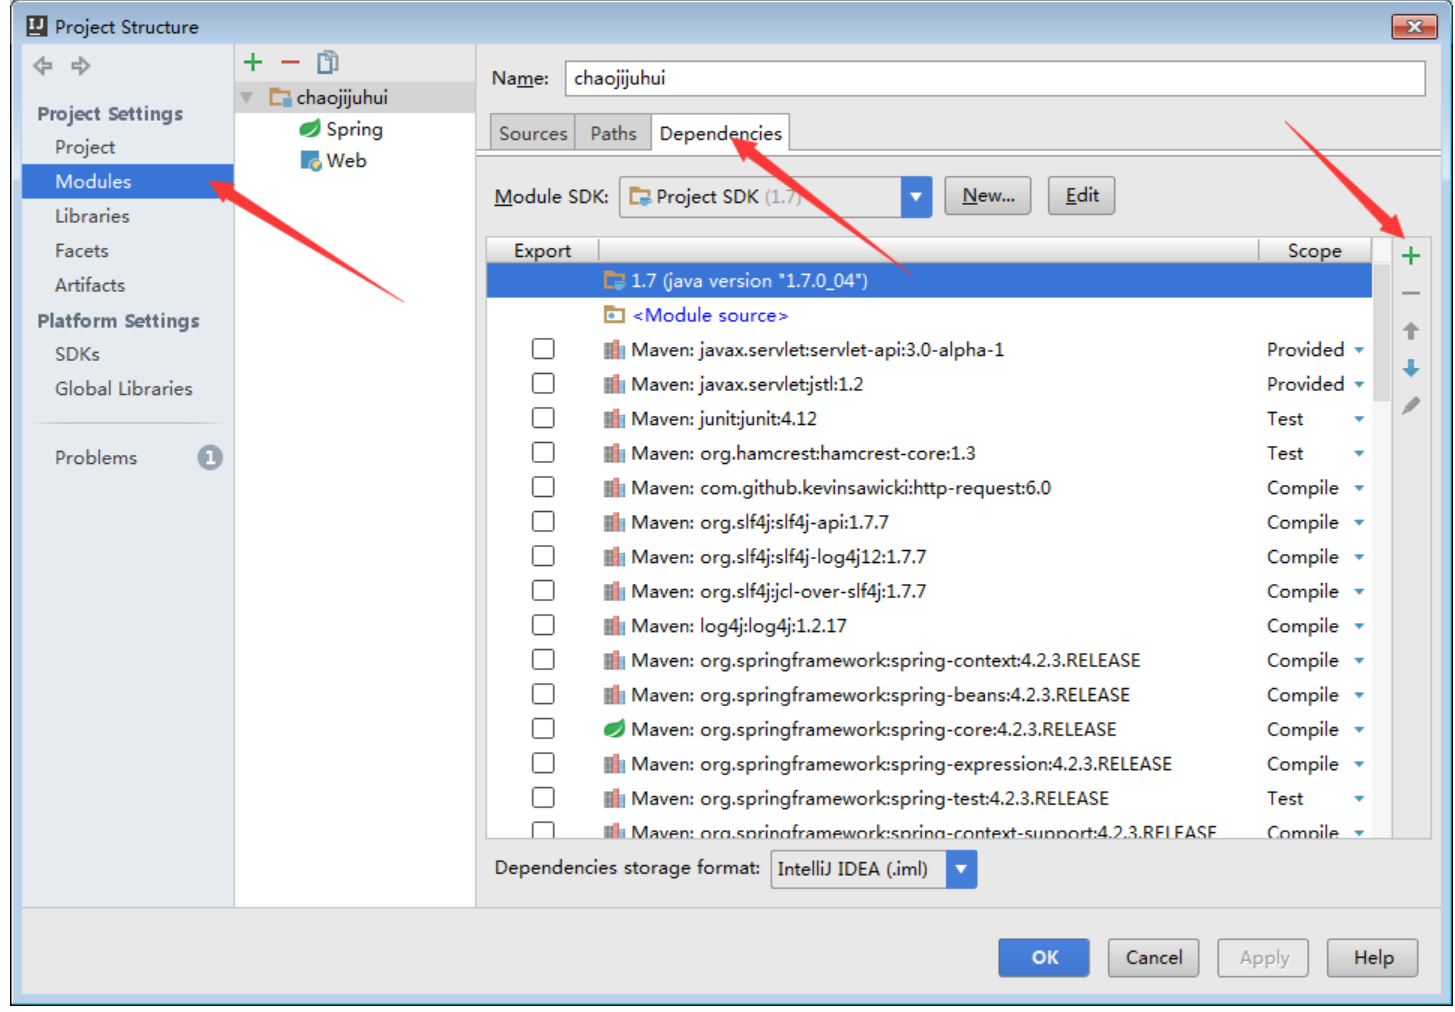 Project Structure
Project Settings
Project
Modules
Libraries
Facets
Artifacts
Platform Settings
SDKs
Global Libraries
Problems 1
chaojijuhui
Spring
Web
Name: chaojijuhui
Sources Paths Dependencies
Module SDK: Project SDK (1.7) New... Edit
Export Scope
1.7 (java version "1.7.0_04")
<Module source>
Maven: javax.servlet:servlet-api:3.0-alpha-1 Provided
Maven: javax.servlet:jstl:1.2 Provided
Maven: junit:junit:4.12 Test
Maven: org.hamcrest:hamcrest-core:1.3 Test
Maven: com.github.kevinsawicki:http-request:6.0 Compile
Maven: org.slf4j:slf4j-api:1.7.7 Compile
Maven: org.slf4j:slf4j-log4j12:1.7.7 Compile
Maven: org.slf4j:jcl-over-slf4j:1.7.7 Compile
Maven: log4j:log4j:1.2.17 Compile
Maven: org.springframework:spring-context:4.2.3.RELEASE Compile
Maven: org.springframework:spring-beans:4.2.3.RELEASE Compile
Maven: org.springframework:spring-core:4.2.3.RELEASE Compile
Maven: org.springframework:spring-expression:4.2.3.RELEASE Compile
Maven: org.springframework:spring-test:4.2.3.RELEASE Test
Maven: org.springframework:spring-context-support:4.2.3.RELEASE Compile
Dependencies storage format: IntelliJ IDEA (.iml)
OK Cancel Apply Help